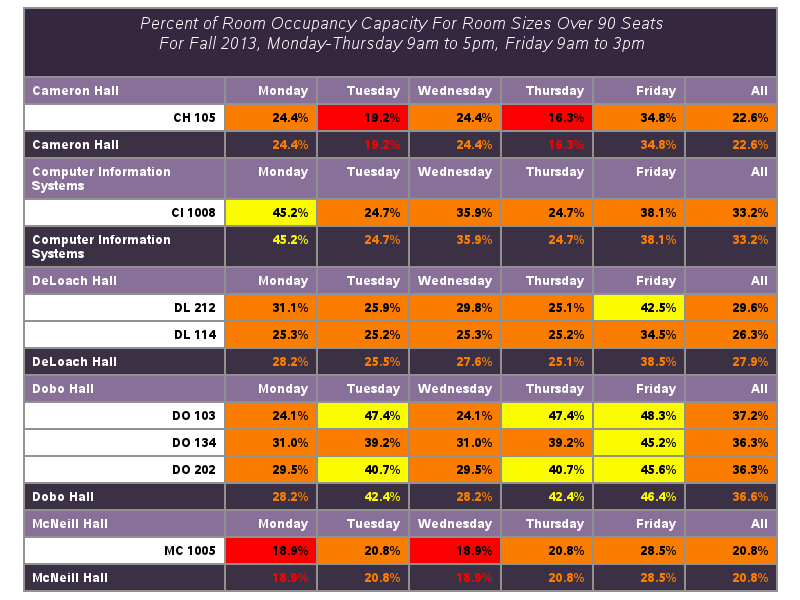 Percent of Room Occupancy Capacity For Room Sizes Over 90 Seats
For Fall 2013, Monday-Thursday 9am to 5pm, Friday 9am to 3pm
Cameron Hall Monday Tuesday Wednesday Thursday Friday All
CH 105 24.4% 19.2% 24.4% 16.3% 34.8% 22.6%
Cameron Hall 24.4% 19.2% 24.4% 16.3% 34.8% 22.6%
Computer Information Monday Tuesday Wednesday Thursday Friday All
Systems
CI 1008 45.2% 24.7% 35.9% 24.7% 38.1% 33.2%
Computer Information 45.2% 24.7% 35.9% 24.7% 38.1% 33.2%
Systems
DeLoach Hall Monday Tuesday Wednesday Thursday Friday All
DL 212 31.1% 25.9% 29.8% 25.1% 42.5% 29.6%
DL 114 25.3% 25.2% 25.3% 25.2% 34.5% 26.3%
DeLoach Hall 28.2% 25.5% 27.6% 25.1% 38.5% 27.9%
Dobo Hall Monday Tuesday Wednesday Thursday Friday All
DO 103 24.1% 47.4% 24.1% 47.4% 48.3% 37.2%
DO 134 31.0% 39.2% 31.0% 39.2% 45.2% 36.3%
DO 202 29.5% 40.7% 29.5% 40.7% 45.6% 36.3%
Dobo Hall 28.2% 42.4% 28.2% 42.4% 46.4% 36.6%
McNeill Hall Monday Tuesday Wednesday Thursday Friday All
MC 1005 18.9% 20.8% 18.9% 20.8% 28.5% 20.8%
McNeill Hall 18.9% 20.8% 18.9% 20.8% 28.5% 20.8%